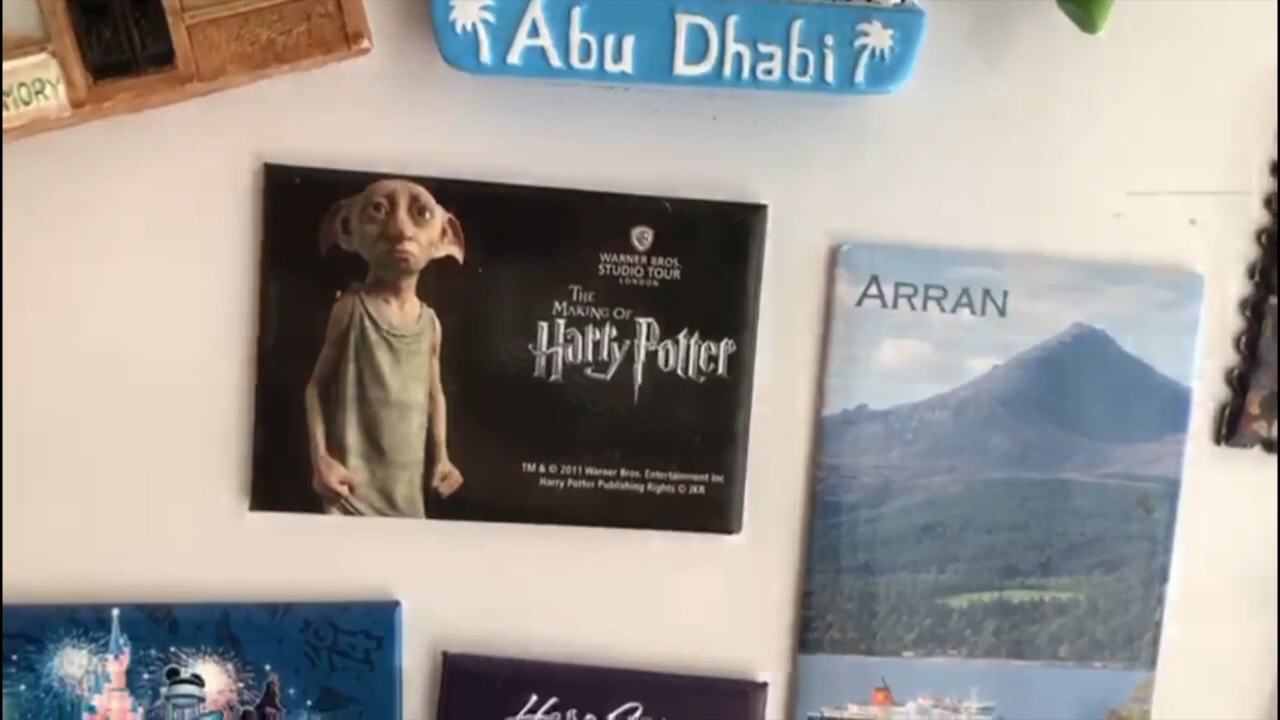 MORY
Abu Dhabi
WARNER BROS.
STUDIO TOUR
LONDON
THE
MAKING OF
Harry Potter
TM & © 2011 Warner Bros. Entertainment Inc
Harry Potter Publishing Rights © JKR
ARRAN